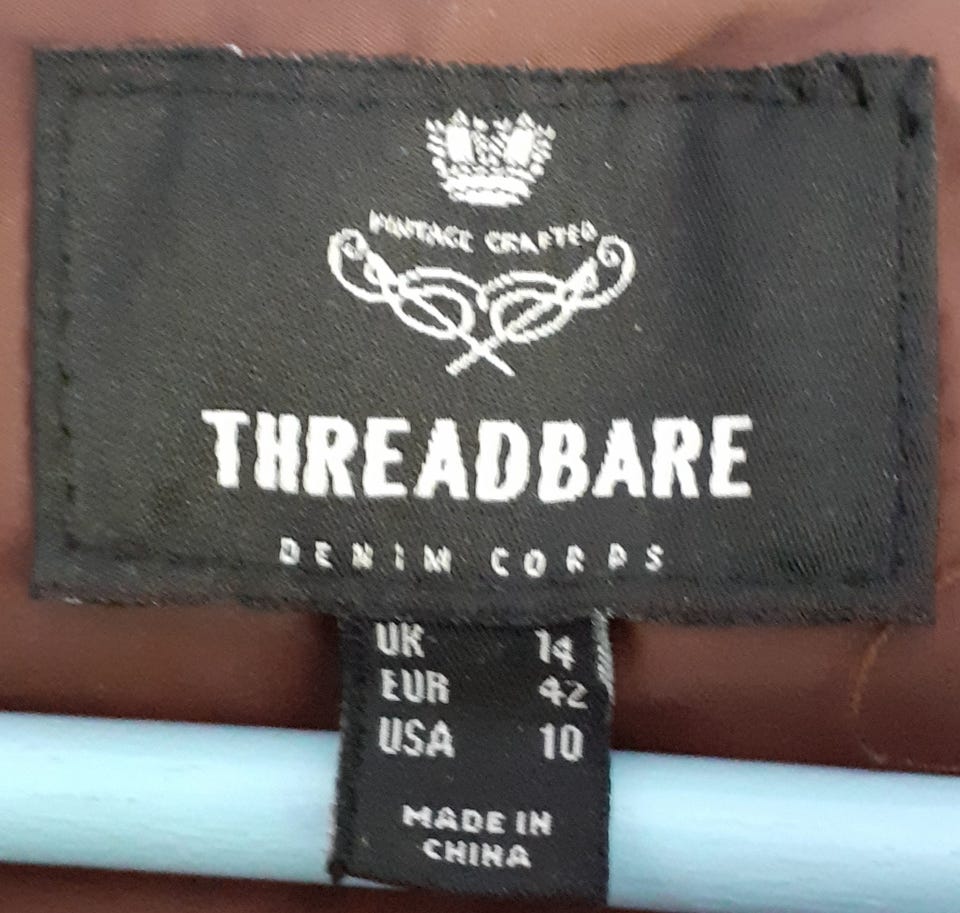 VINTAGE CRAFTED
THREADBARE
DENIM CORPS
UK 14
EUR 42
USA 10
MADE IN
CHINA